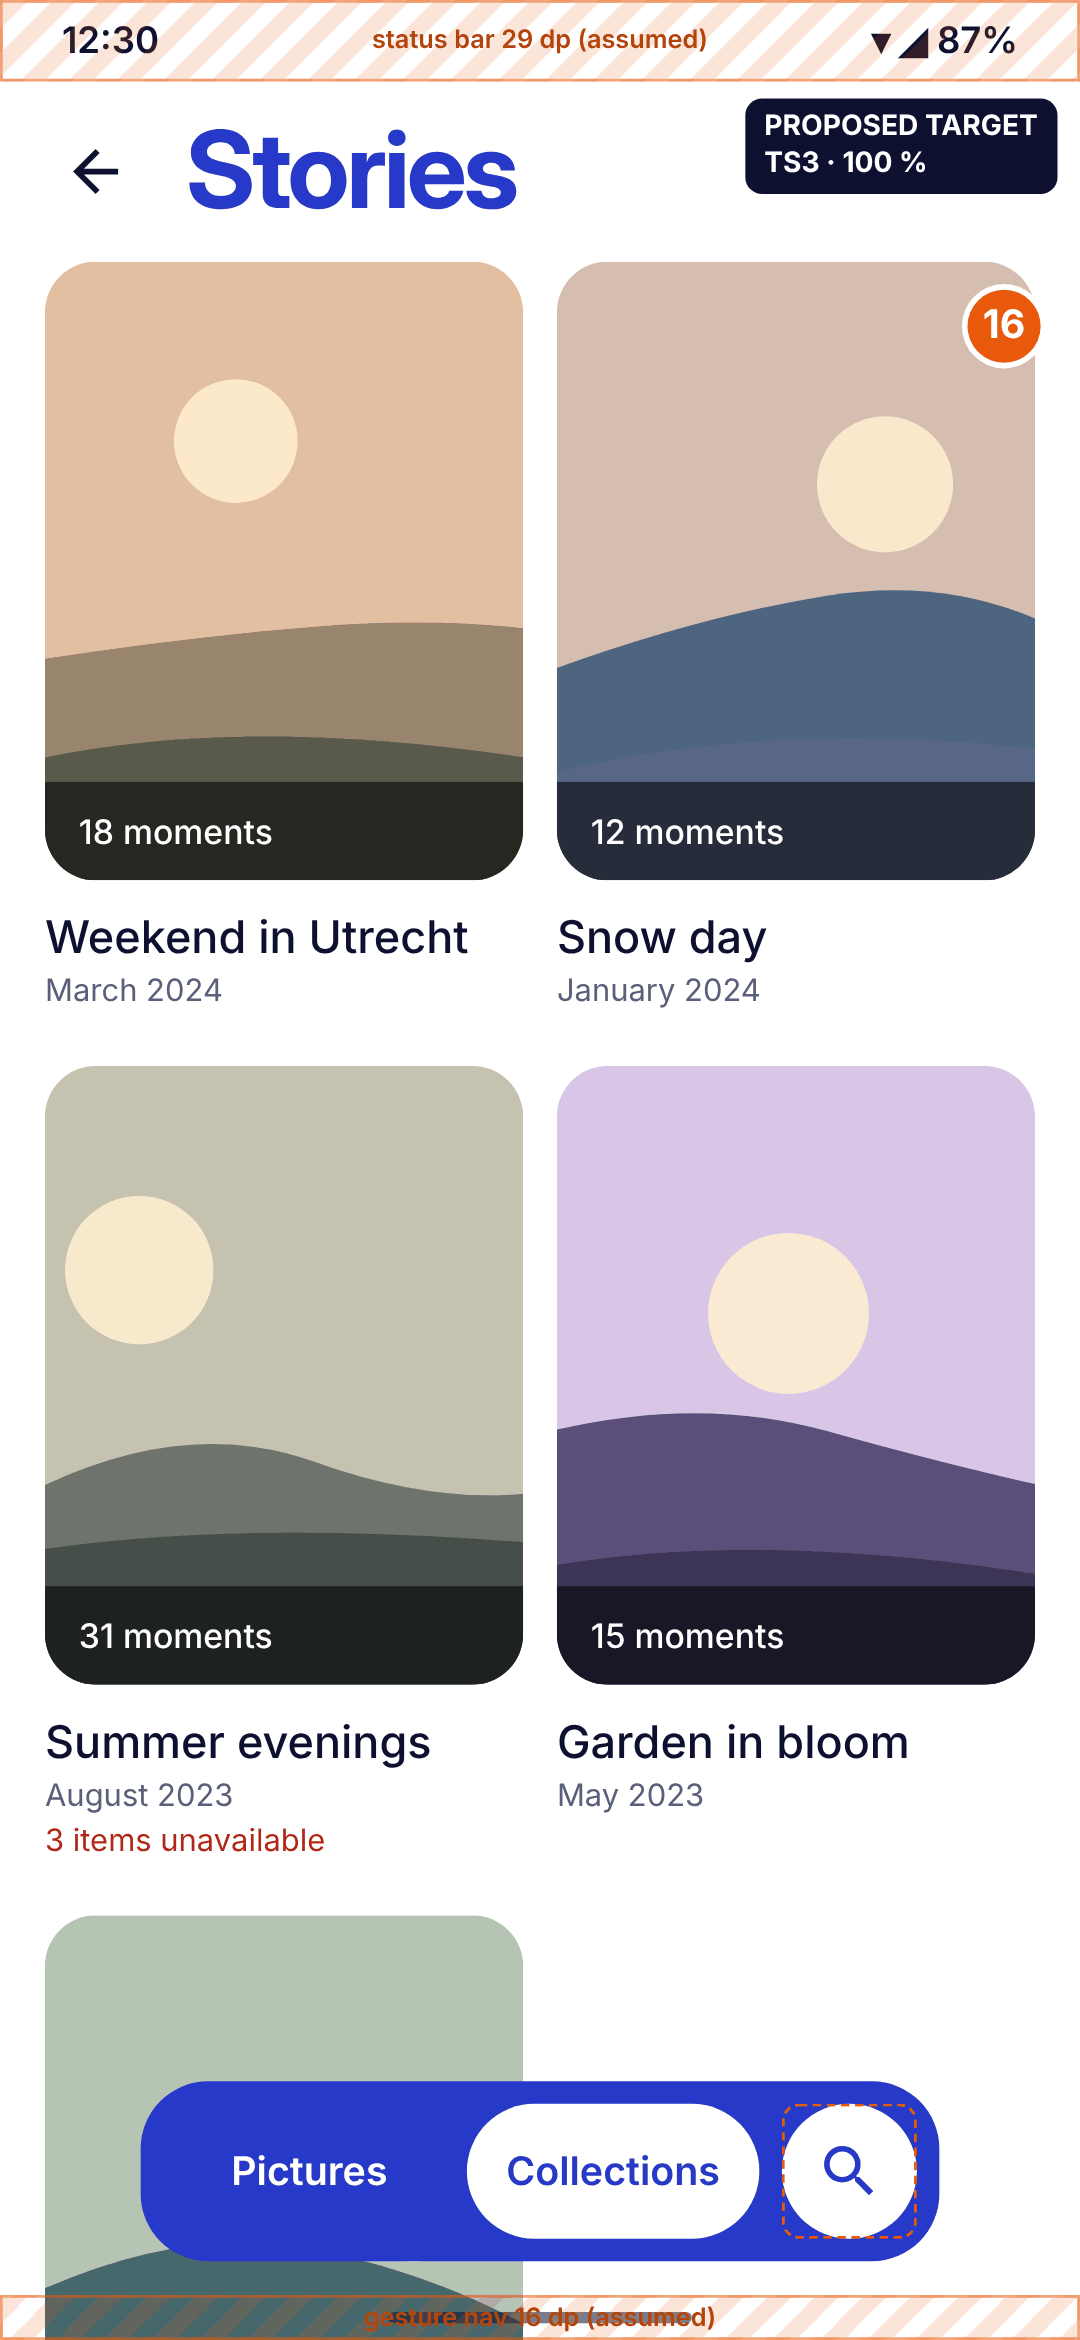 12:30
status bar 29 dp (assumed)
87%
Stories
PROPOSED TARGET
TS3 · 100 %
16
18 moments
12 moments
Weekend in Utrecht
March 2024
Snow day
January 2024
31 moments
15 moments
Summer evenings
August 2023
3 items unavailable
Garden in bloom
May 2023
Pictures
Collections
gesture nav 16 dp (assumed)